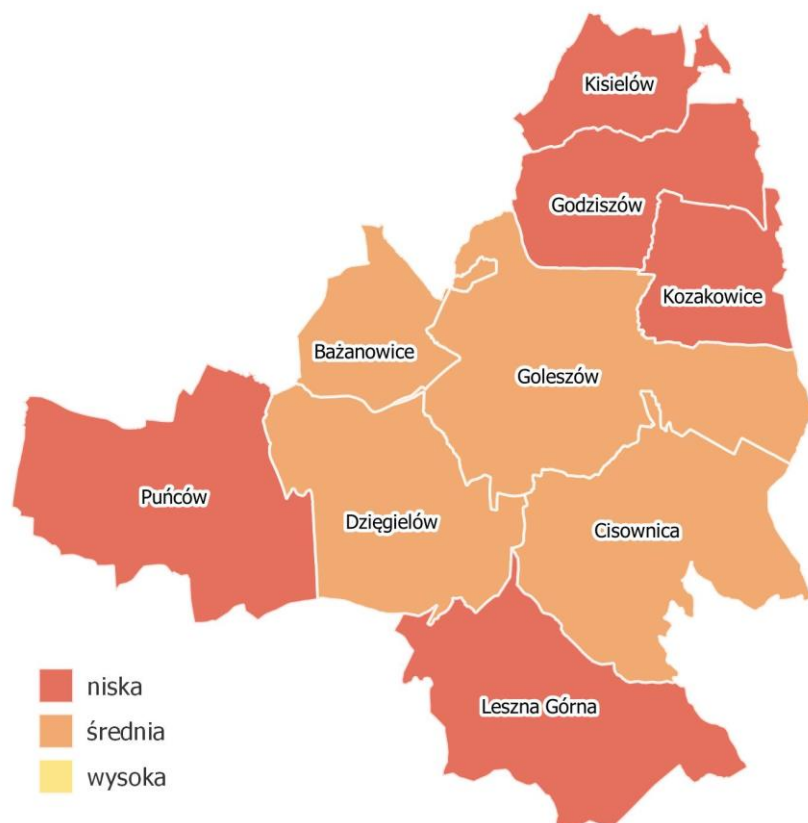 Kisielów
Godziszów
Kozakowice
Bażanowice
Goleszów
Puńców
Dzięgielów
Cisownica
Leszna Górna
niska
średnia
wysoka